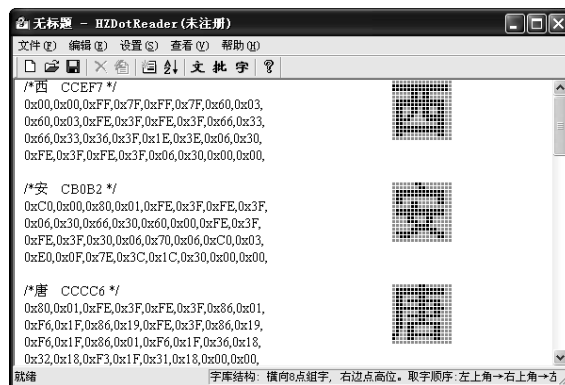 无标题 - HZDotReader(未注册)
文件(F) 编辑(E) 设置(S) 查看(V) 帮助(H)
文 批 字
/*西 CCEF7 */
0x00,0x00,0xFF,0x7F,0xFF,0x7F,0x60,0x03,
0x60,0x03,0xFE,0x3F,0xFE,0x3F,0x66,0x33,
0x66,0x33,0x36,0x3F,0x1E,0x3E,0x06,0x30,
0xFE,0x3F,0xFE,0x3F,0x06,0x30,0x00,0x00,
西
/*安 CB0B2 */
0xC0,0x00,0x80,0x01,0xFE,0x3F,0xFE,0x3F,
0x06,0x30,0x66,0x30,0x60,0x00,0xFE,0x3F,
0xFE,0x3F,0x30,0x06,0x70,0x06,0xC0,0x03,
0xE0,0x0F,0x7E,0x3C,0x1C,0x30,0x00,0x00,
安
/*唐 CCCC6 */
0x80,0x01,0xFE,0x3F,0xFE,0x3F,0x86,0x01,
0xF6,0x1F,0x86,0x19,0xFE,0x3F,0x86,0x19,
0xF6,0x1F,0x86,0x01,0xF6,0x1F,0x36,0x18,
0x32,0x18,0xF3,0x1F,0x31,0x18,0x00,0x00,
唐
就绪
字库结构: 横向8点组字, 右边点高位。取字顺序:左上角→右上角→左